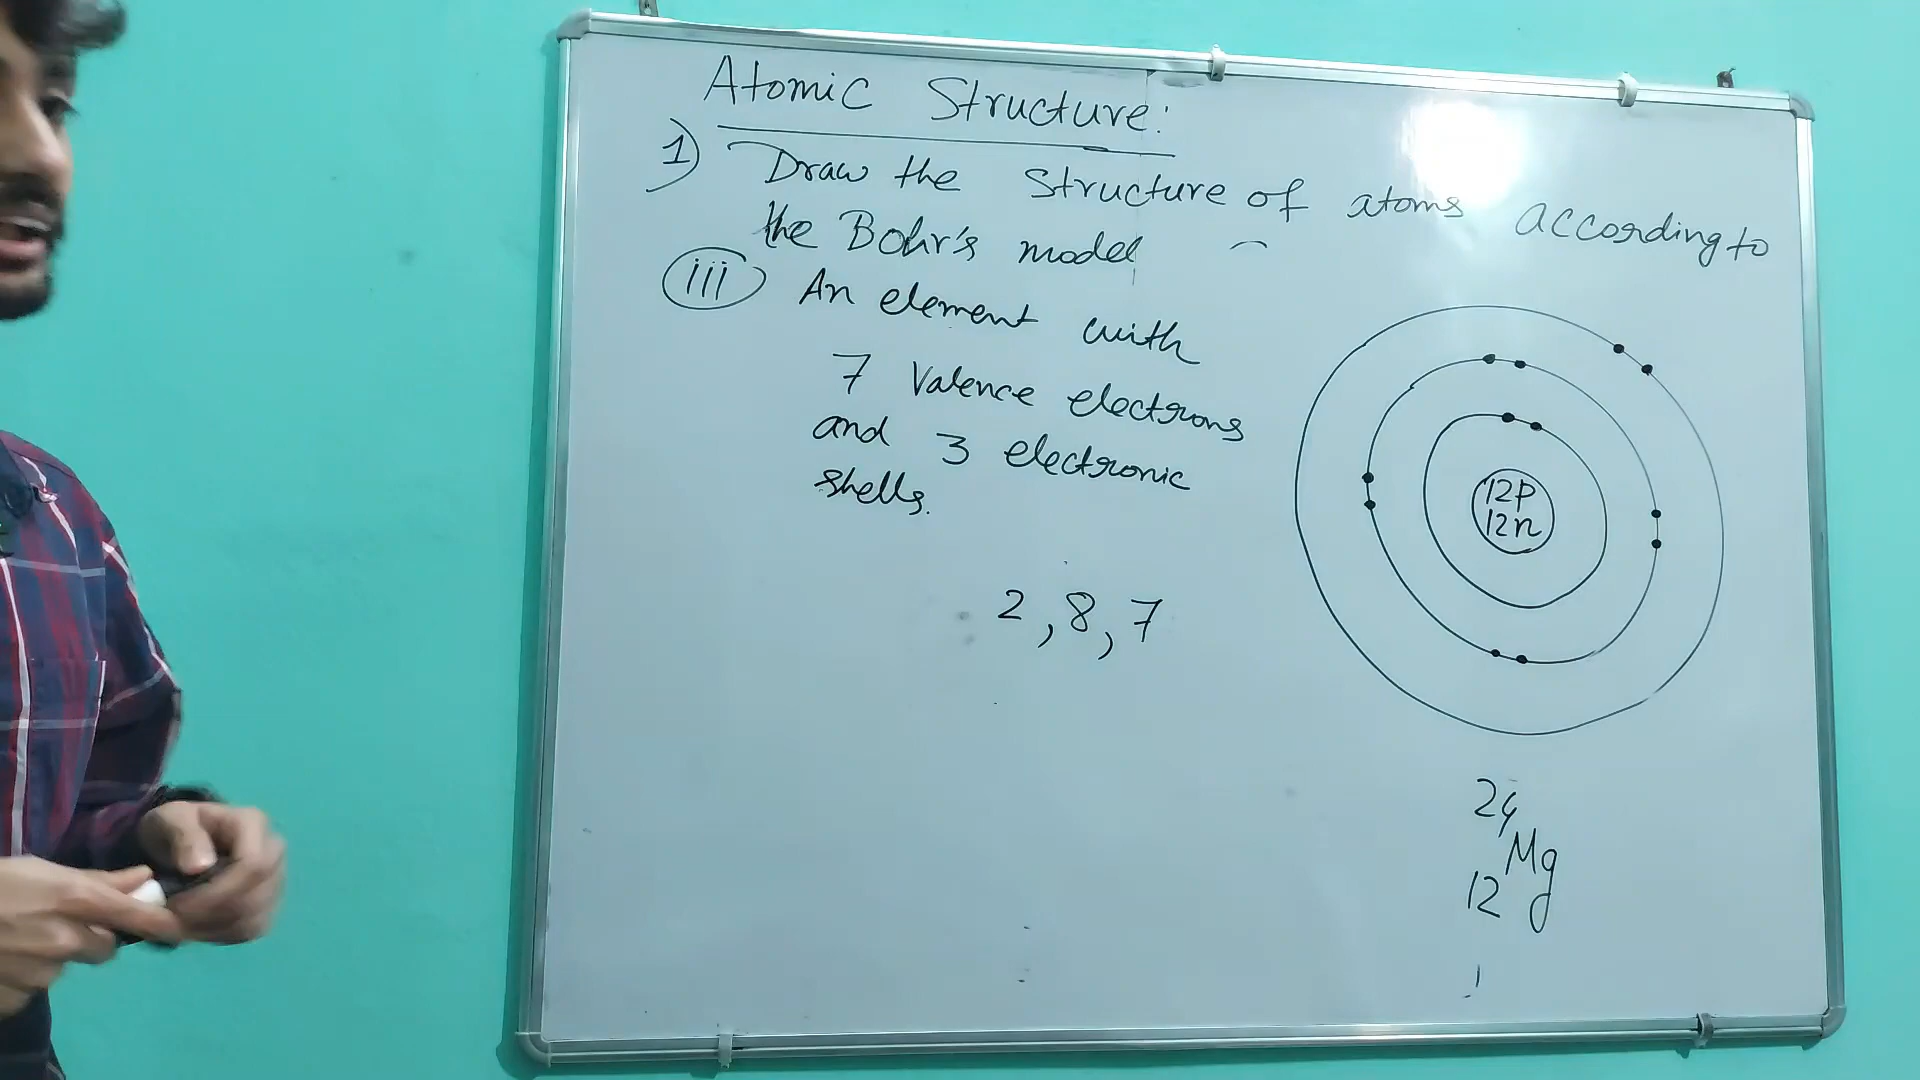 Atomic Structure:
1) Draw the structure of atoms according to
the Bohr's model
iii An element with
7 Valence electrons
and 3 electronic
shells.
12p
12n
2, 8, 7
24
Mg
12